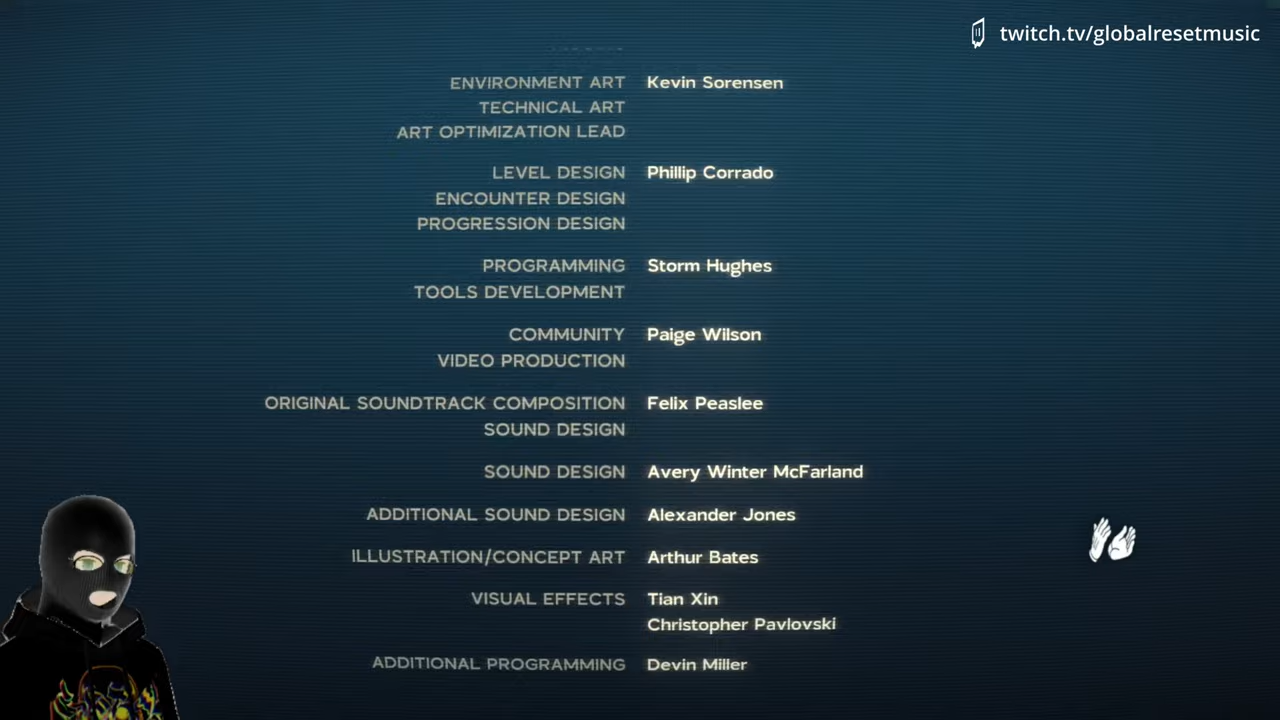 twitch.tv/globalresetmusic
ENVIRONMENT ART Kevin Sorensen
TECHNICAL ART
ART OPTIMIZATION LEAD
LEVEL DESIGN Phillip Corrado
ENCOUNTER DESIGN
PROGRESSION DESIGN
PROGRAMMING Storm Hughes
TOOLS DEVELOPMENT
COMMUNITY Paige Wilson
VIDEO PRODUCTION
ORIGINAL SOUNDTRACK COMPOSITION Felix Peaslee
SOUND DESIGN
SOUND DESIGN Avery Winter McFarland
ADDITIONAL SOUND DESIGN Alexander Jones
ILLUSTRATION/CONCEPT ART Arthur Bates
VISUAL EFFECTS Tian Xin
Christopher Pavlovski
ADDITIONAL PROGRAMMING Devin Miller